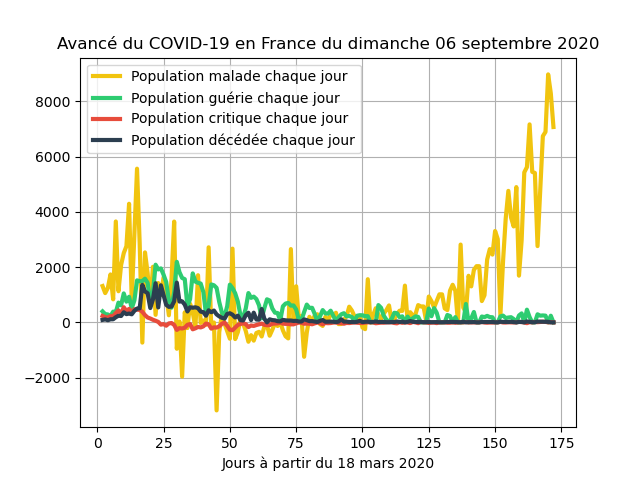 Avancé du COVID-19 en France du dimanche 06 septembre 2020
Population malade chaque jour
Population guérie chaque jour
Population critique chaque jour
Population décédée chaque jour
8000
6000
4000
2000
0
−2000
0 25 50 75 100 125 150 175
Jours à partir du 18 mars 2020